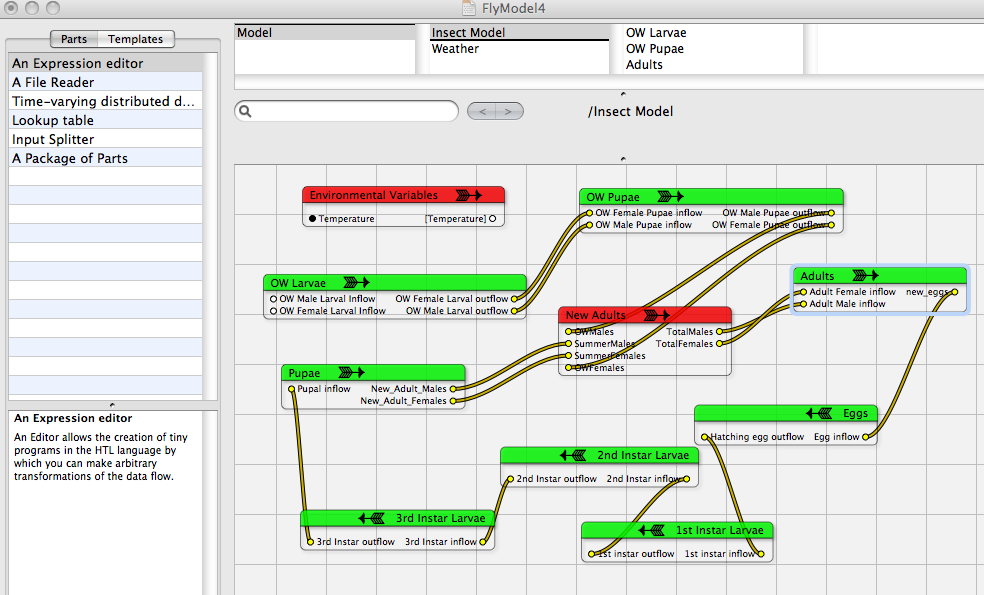 FlyModel4
Parts Templates
An Expression editor
A File Reader
Time-varying distributed d...
Lookup table
Input Splitter
A Package of Parts
An Expression editor
An Editor allows the creation of tiny
programs in the HTL language by
which you can make arbitrary
transformations of the data flow.
Model
Insect Model
Weather
OW Larvae
OW Pupae
Adults
< >
/Insect Model
Environmental Variables
Temperature [Temperature]
OW Pupae
OW Female Pupae inflow OW Male Pupae outflow
OW Male Pupae inflow OW Female Pupae outflow
OW Larvae
OW Male Larval Inflow OW Female Larval outflow
OW Female Larval Inflow OW Male Larval outflow
Adults
Adult Female inflow new_eggs
Adult Male inflow
New Adults
OWMales TotalMales
SummerMales TotalFemales
SummerFemales
OWFemales
Pupae
Pupal inflow New_Adult_Males
New_Adult_Females
Eggs
Hatching egg outflow Egg inflow
2nd Instar Larvae
2nd Instar outflow 2nd Instar inflow
3rd Instar Larvae
3rd Instar outflow 3rd Instar inflow
1st Instar Larvae
1st instar outflow 1st instar inflow